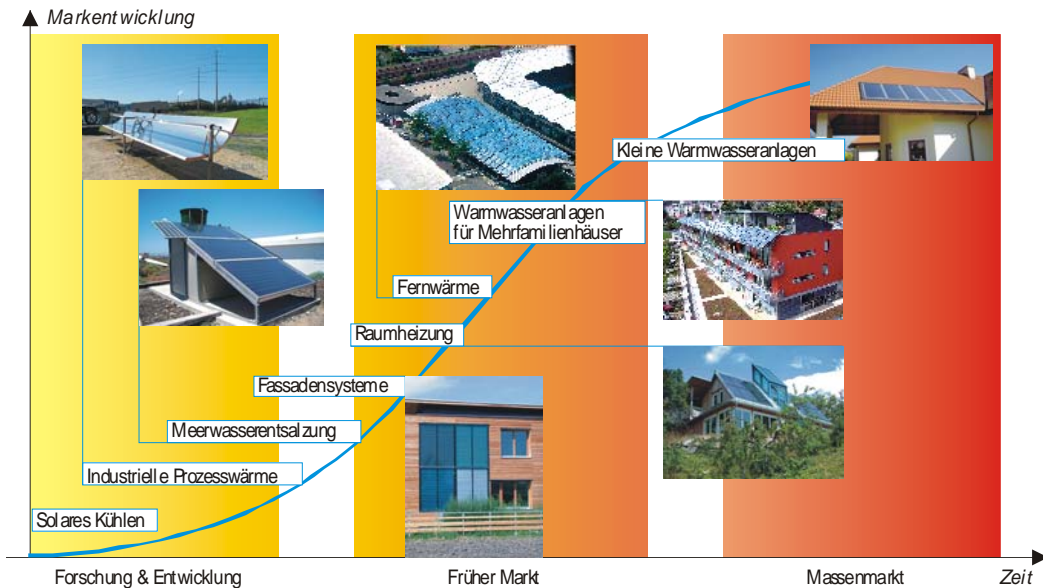 Markentwicklung
Kleine Warmwasseranlagen
Warmwasseranlagen
für Mehrfamilienhäuser
Fernwärme
Raumheizung
Fassadensysteme
Meerwasserentsalzung
Industrielle Prozesswärme
Solares Kühlen
Forschung & Entwicklung
Früher Markt
Massenmarkt
Zeit